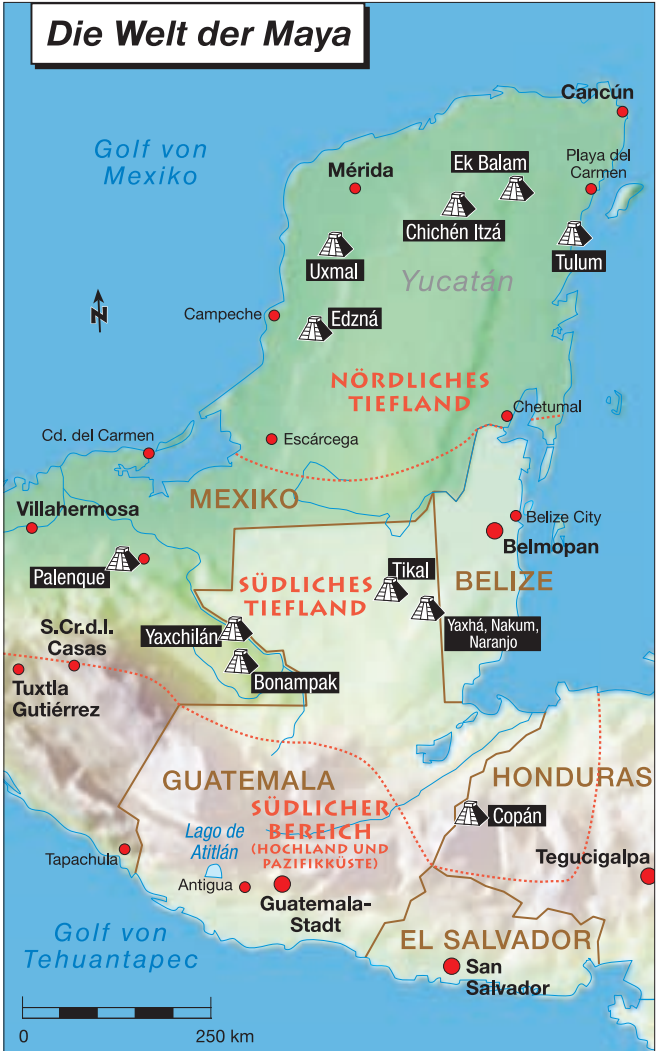 Die Welt der Maya
Cancún
Golf von
Mexiko
Ek Balam
Playa del
Carmen
Mérida
Chichén Itzá
Tulum
Uxmal
Yucatán
N
Campeche
Edzná
NÖRDLICHES
TIEFLAND
Chetumal
Cd. del Carmen
Escárcega
MEXIKO
Villahermosa
Belize City
Belmopan
Palenque
Tikal
SÜDLICHES
TIEFLAND
BELIZE
S.Cr.d.l.
Casas
Yaxchilán
Yaxhá, Nakum,
Naranjo
Bonampak
Tuxtla
Gutiérrez
GUATEMALA
HONDURAS
SÜDLICHER
BEREICH
(HOCHLAND UND
PAZIFIKKÜSTE)
Copán
Lago de
Atitlán
Tapachula
Tegucigalpa
Antigua
Guatemala-
Stadt
Golf von
Tehuantapec
EL SALVADOR
San
Salvador
0
250 km